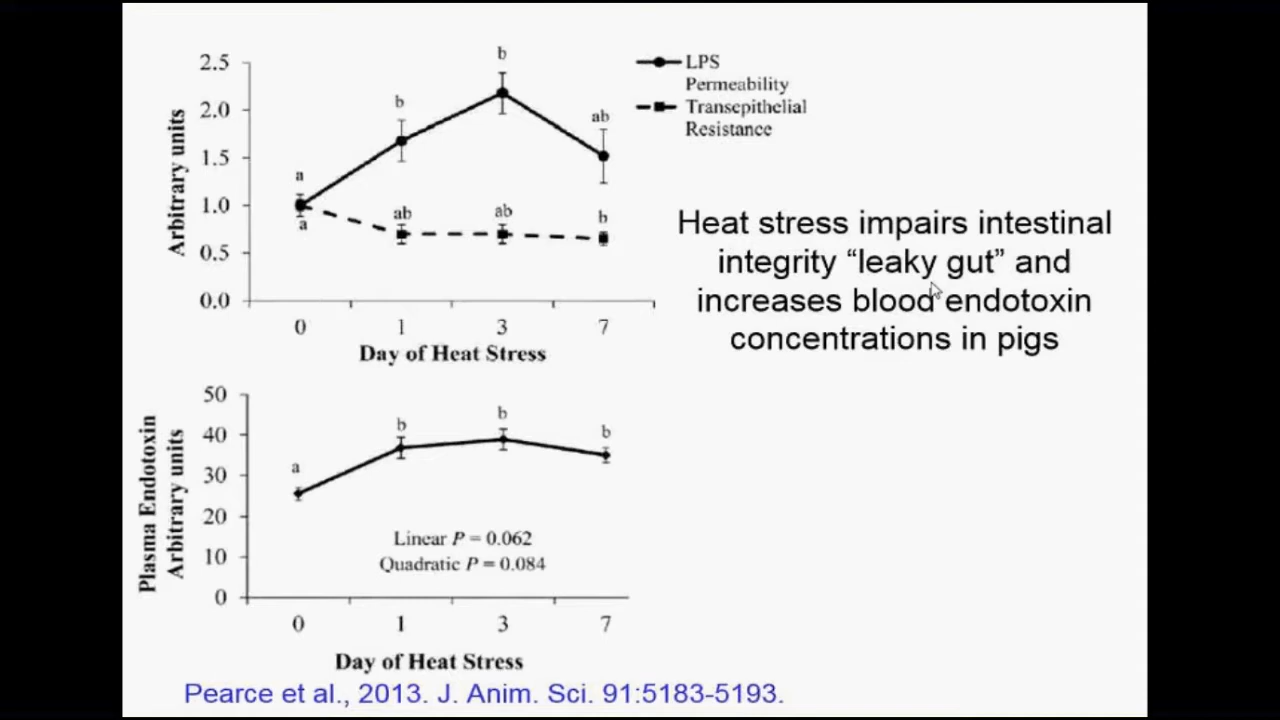 2.5
2.0
1.5
1.0
0.5
0.0
Arbitrary units
a
a
b
b
ab
ab
ab
b
LPS
Permeability
Transepithelial
Resistance
0 1 3 7
Day of Heat Stress
Heat stress impairs intestinal
integrity “leaky gut” and
increases blood endotoxin
concentrations in pigs
50
40
30
20
10
0
Plasma Endotoxin
Arbitrary units
a
b
b
b
Linear P = 0.062
Quadratic P = 0.084
0 1 3 7
Day of Heat Stress
Pearce et al., 2013. J. Anim. Sci. 91:5183-5193.